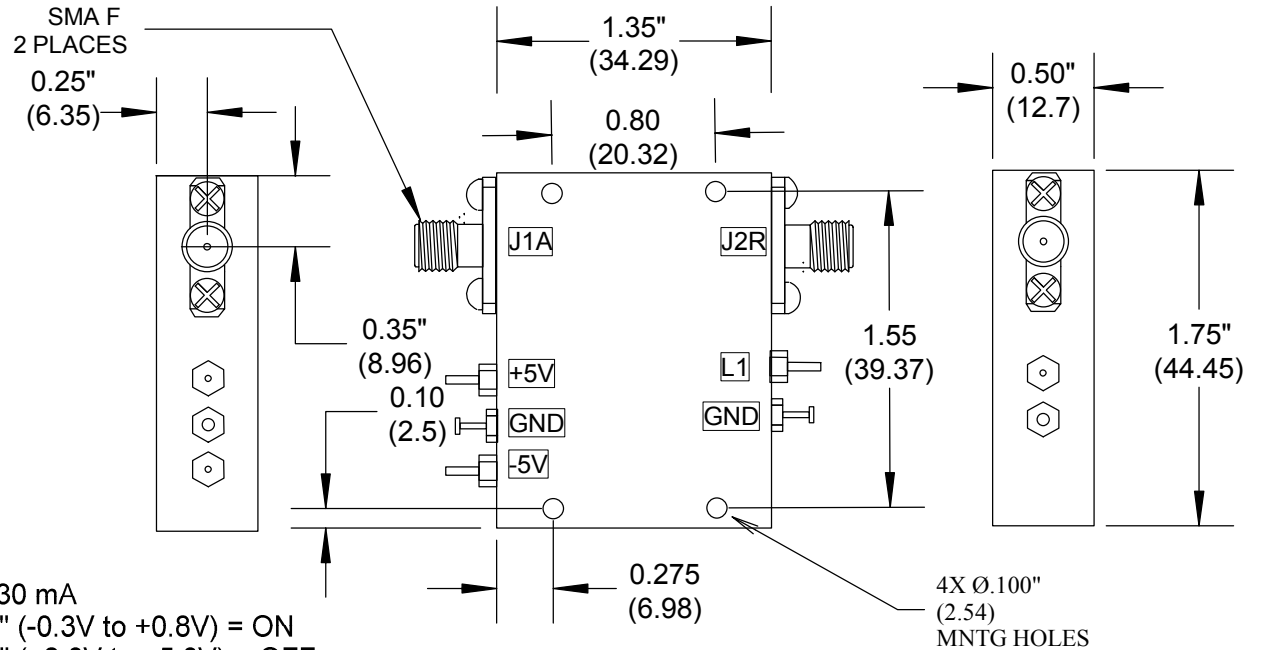 SMA F
2 PLACES
0.25"
(6.35)
1.35"
(34.29)
0.80
(20.32)
0.50"
(12.7)
J1A
J2R
0.35"
(8.96)
+5V
L1
1.55
(39.37)
1.75"
(44.45)
0.10
(2.5)
GND
GND
-5V
0.275
(6.98)
4X Ø.100"
(2.54)
MNTG HOLES
30 mA
" (-0.3V to +0.8V) = ON